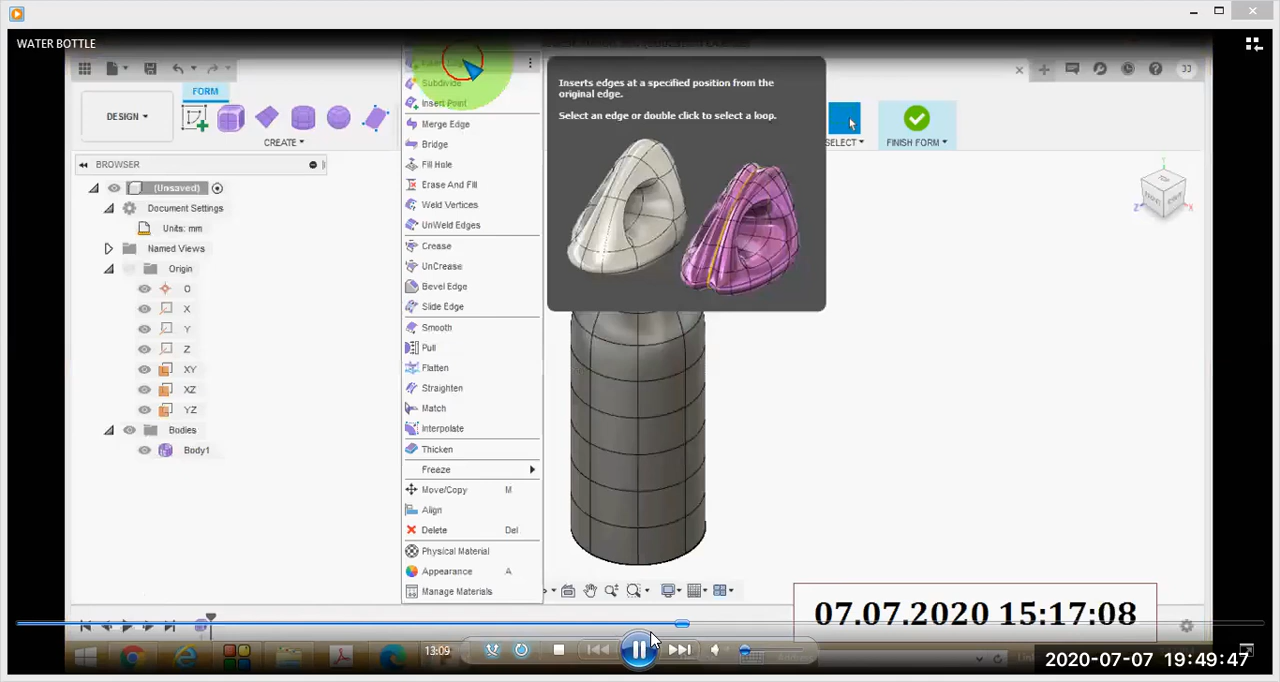 WATER BOTTLE
FORM
JJ
DESIGN
CREATE
SELECT
FINISH FORM
BROWSER
(Unsaved)
Document Settings
Units: mm
Named Views
Origin
O
X
Y
Z
XY
XZ
YZ
Bodies
Body1
Subdivide
Insert Point
Merge Edge
Bridge
Fill Hole
Erase And Fill
Weld Vertices
UnWeld Edges
Crease
UnCrease
Bevel Edge
Slide Edge
Smooth
Pull
Flatten
Straighten
Match
Interpolate
Thicken
Freeze
Move/Copy M
Align
Delete Del
Physical Material
Appearance A
Manage Materials
Inserts edges at a specified position from the
original edge.
Select an edge or double click to select a loop.
TOP
Z
X
07.07.2020 15:17:08
13:09
2020-07-07 19:49:47